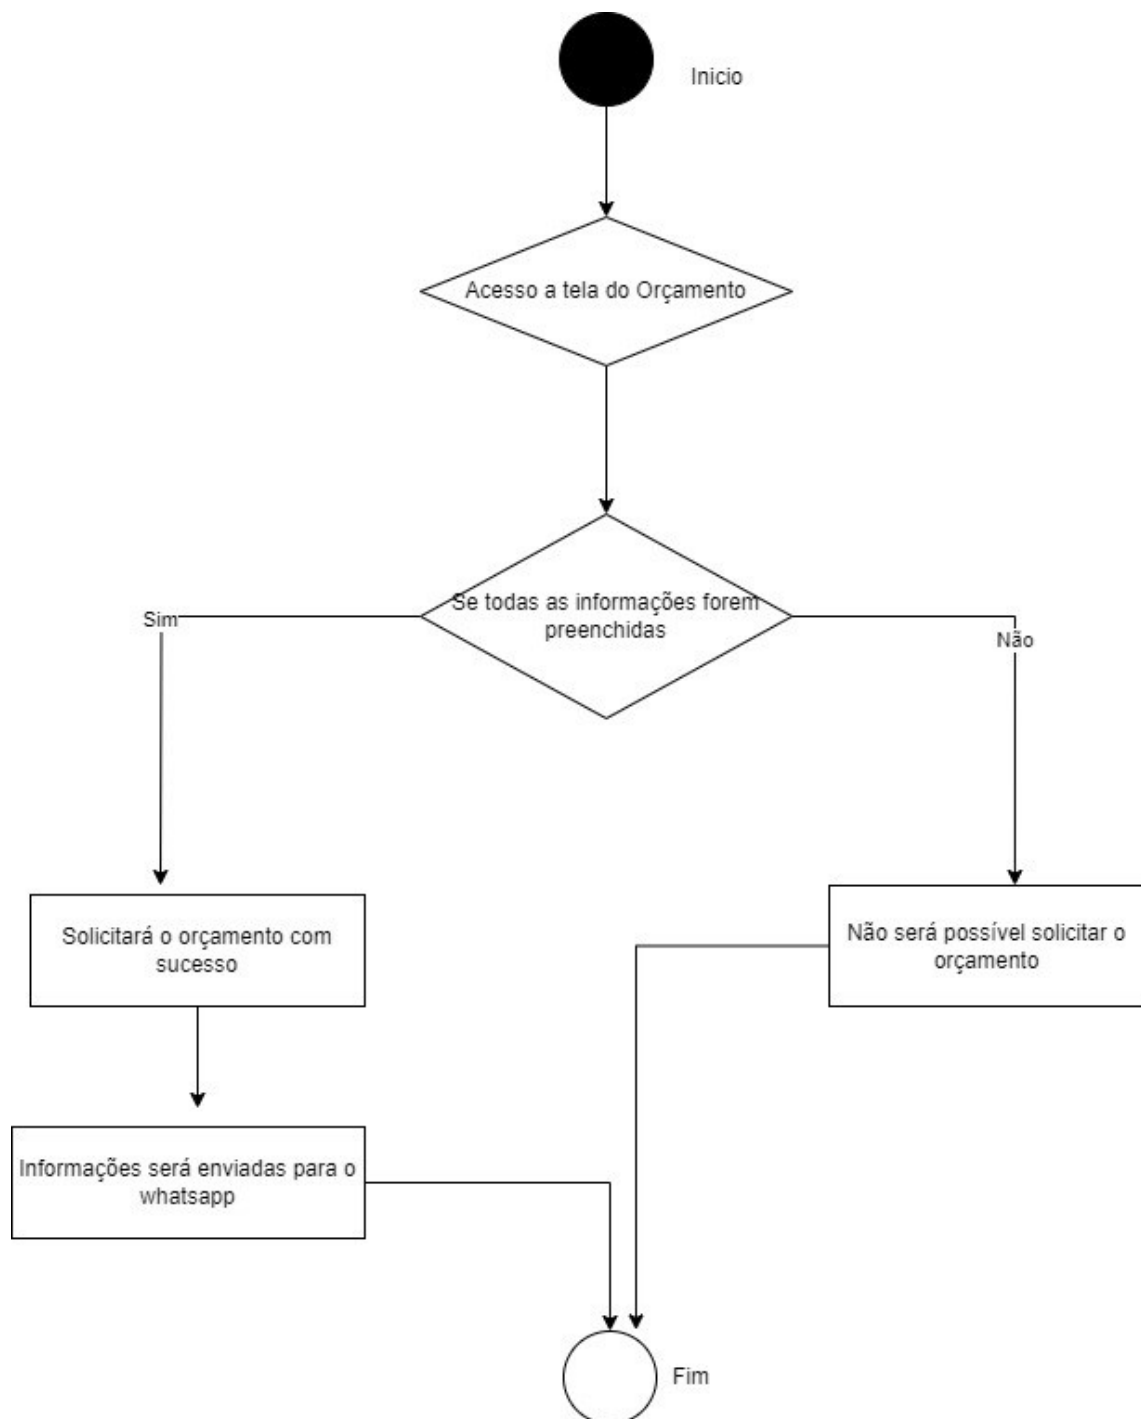 Inicio
Acesso a tela do Orçamento
Se todas as informações forem
preenchidas
Sim
Não
Solicitará o orçamento com
sucesso
Não será possível solicitar o
orçamento
Informações será enviadas para o
whatsapp
Fim